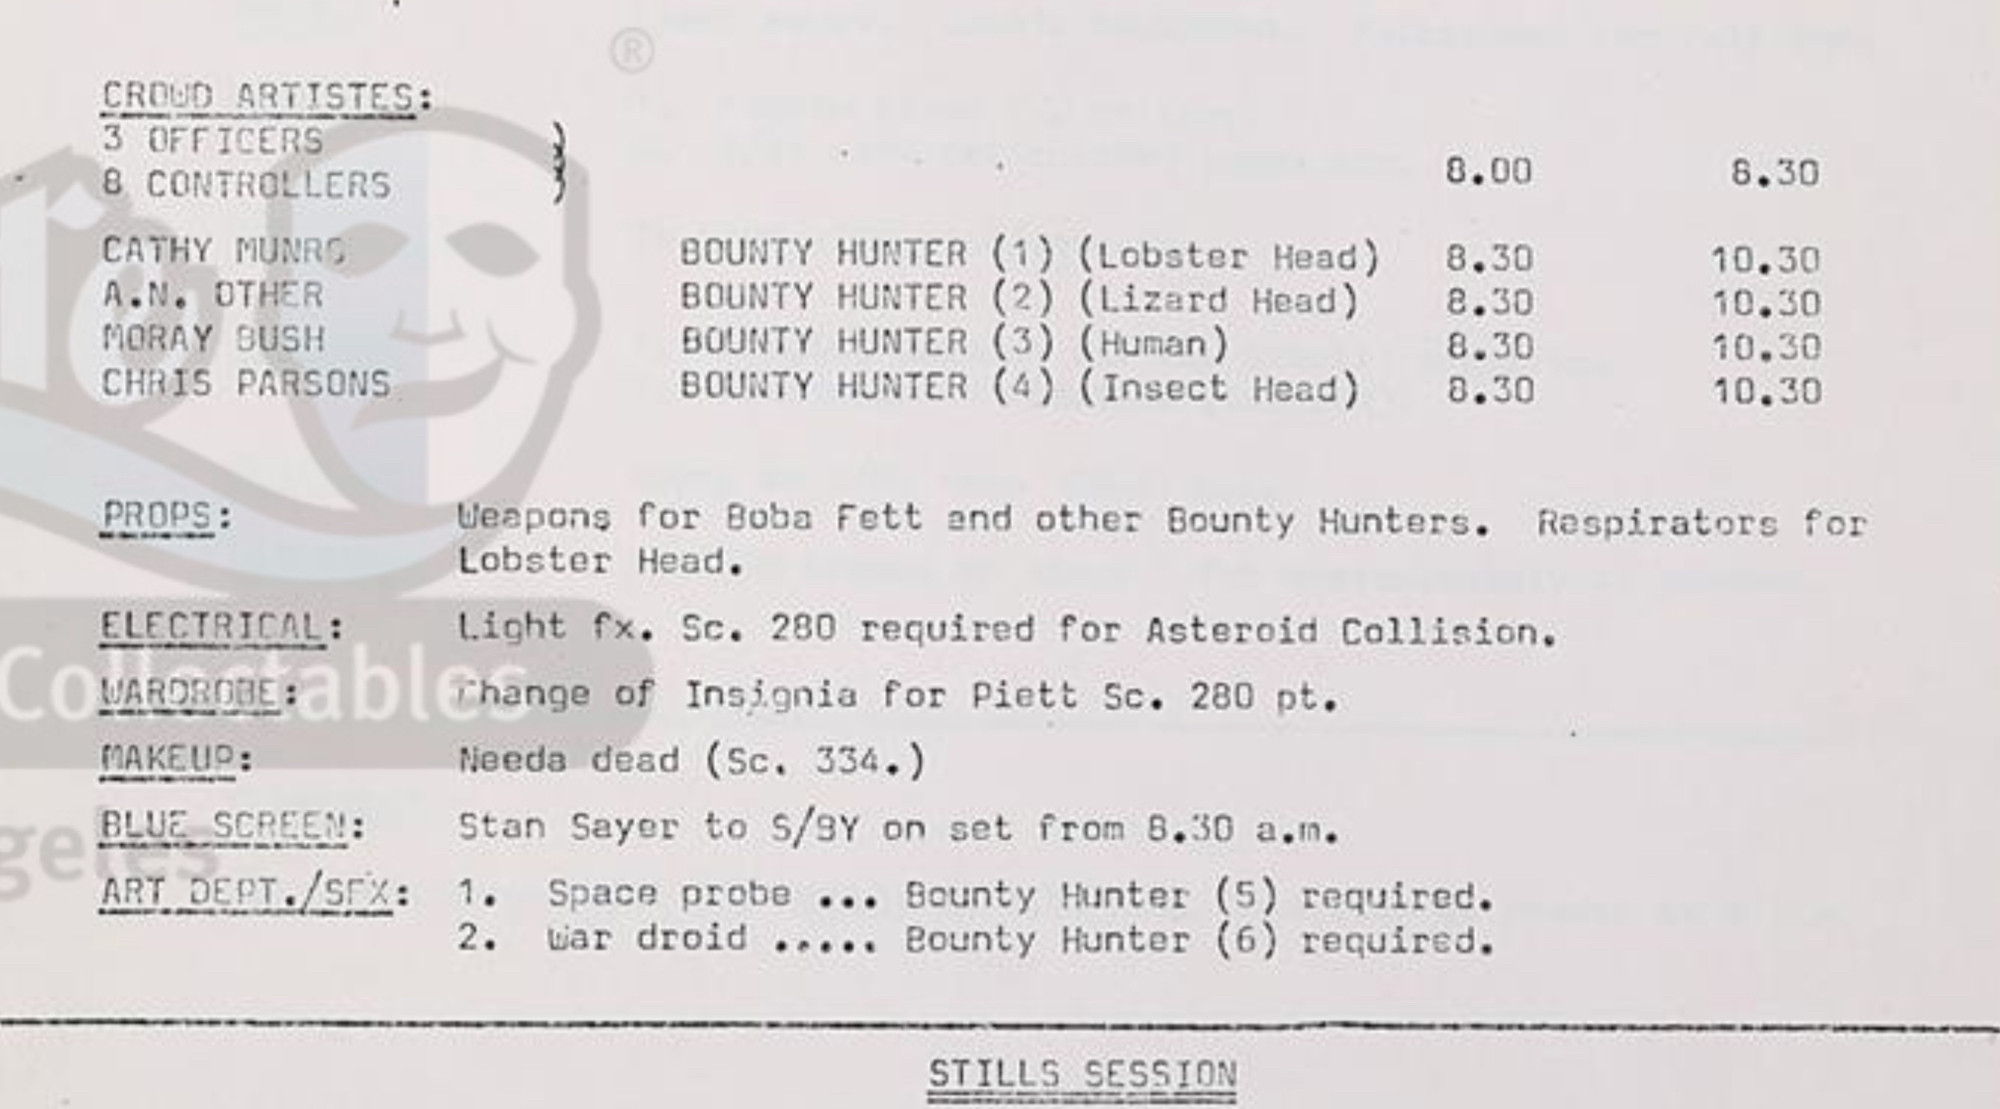 ®
CROWD ARTISTES:
3 OFFICERS )
8 CONTROLLERS ) 8.00 8.30
CATHY MUNRO BOUNTY HUNTER (1) (Lobster Head) 8.30 10.30
A.N. OTHER BOUNTY HUNTER (2) (Lizard Head) 8.30 10.30
MORAY BUSH BOUNTY HUNTER (3) (Human) 8.30 10.30
CHRIS PARSONS BOUNTY HUNTER (4) (Insect Head) 8.30 10.30
PROPS: Weapons for Boba Fett and other Bounty Hunters. Respirators for
Lobster Head.
ELECTRICAL: Light fx. Sc. 280 required for Asteroid Collision.
WARDROBE: Change of Insignia for Piett Sc. 280 pt.
Collectables
MAKEUP: Needa dead (Sc. 334.)
BLUE SCREEN: Stan Sayer to S/BY on set from 8.30 a.m.
geles
ART DEPT./SFX: 1. Space probe ... Bounty Hunter (5) required.
2. War droid ..... Bounty Hunter (6) required.
STILLS SESSION